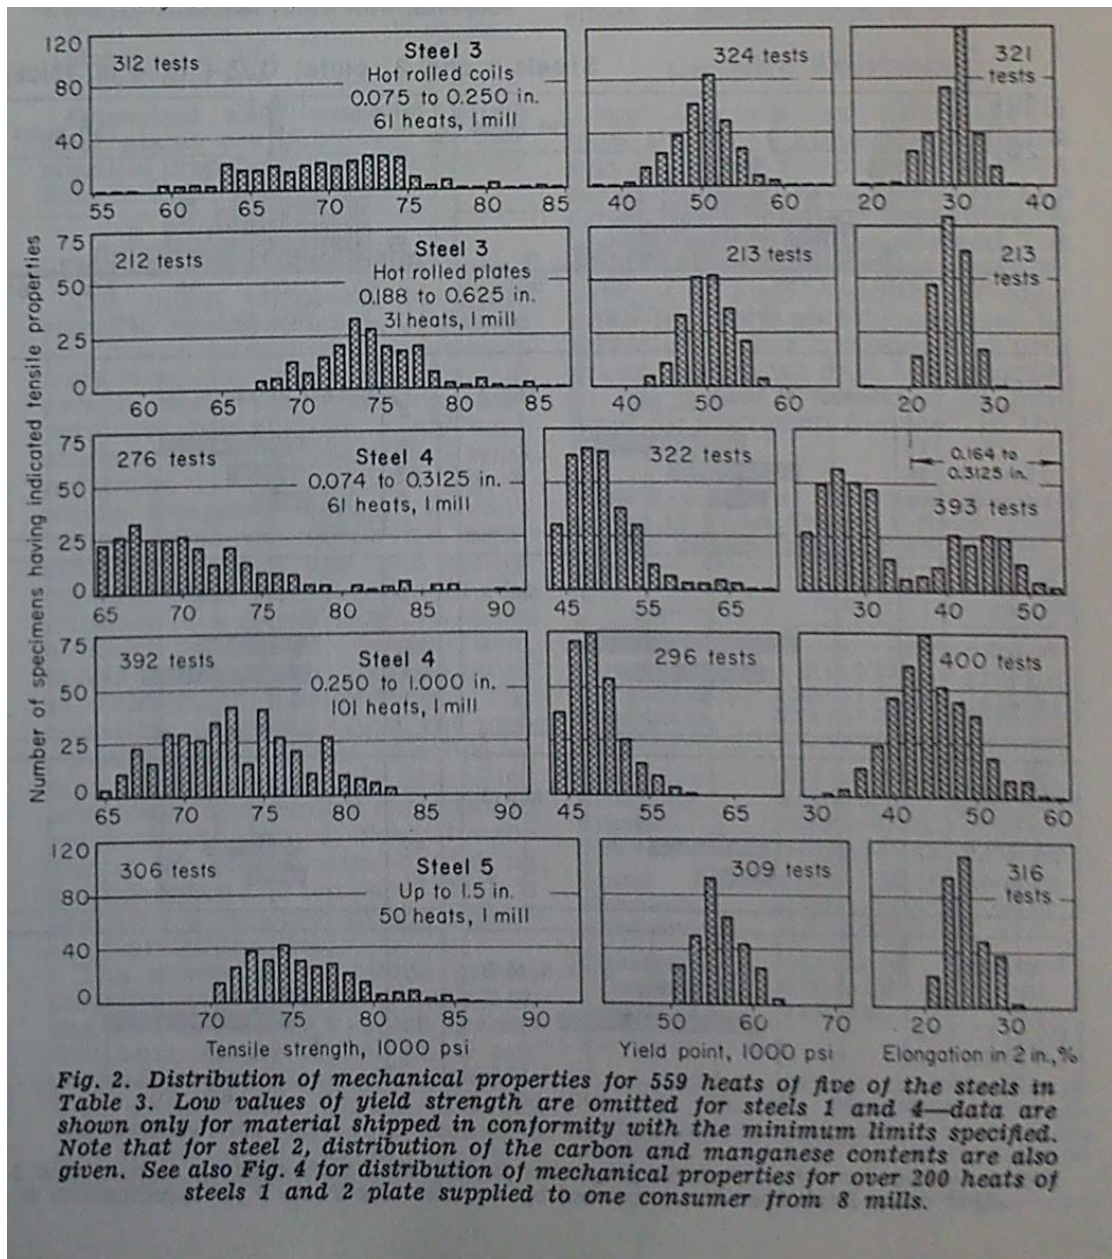 120
80
40
0
312 tests
Steel 3
Hot rolled coils
0.075 to 0.250 in.
61 heats, 1 mill
324 tests
321
tests
55 60 65 70 75 80 85
40 50 60
20 30 40
75
50
25
0
212 tests
Steel 3
Hot rolled plates
0.188 to 0.625 in.
31 heats, 1 mill
213 tests
213
tests
60 65 70 75 80 85
40 50 60
20 30
75
50
25
0
276 tests
Steel 4
0.074 to 0.3125 in.
61 heats, 1 mill
322 tests
0.164 to
0.3125 in.
393 tests
65 70 75 80 85 90
45 55 65
30 40 50
75
50
25
0
392 tests
Steel 4
0.250 to 1.000 in.
101 heats, 1 mill
296 tests
400 tests
65 70 75 80 85 90
45 55 65
30 40 50 60
120
80
40
0
306 tests
Steel 5
Up to 1.5 in.
50 heats, 1 mill
309 tests
316
tests
70 75 80 85 90
50 60 70
20 30
Number of specimens having indicated tensile properties
Tensile strength, 1000 psi
Yield point, 1000 psi
Elongation in 2 in.,%
Fig. 2. Distribution of mechanical properties for 559 heats of five of the steels in
Table 3. Low values of yield strength are omitted for steels 1 and 4—data are
shown only for material shipped in conformity with the minimum limits specified.
Note that for steel 2, distribution of the carbon and manganese contents are also
given. See also Fig. 4 for distribution of mechanical properties for over 200 heats of
steels 1 and 2 plate supplied to one consumer from 8 mills.